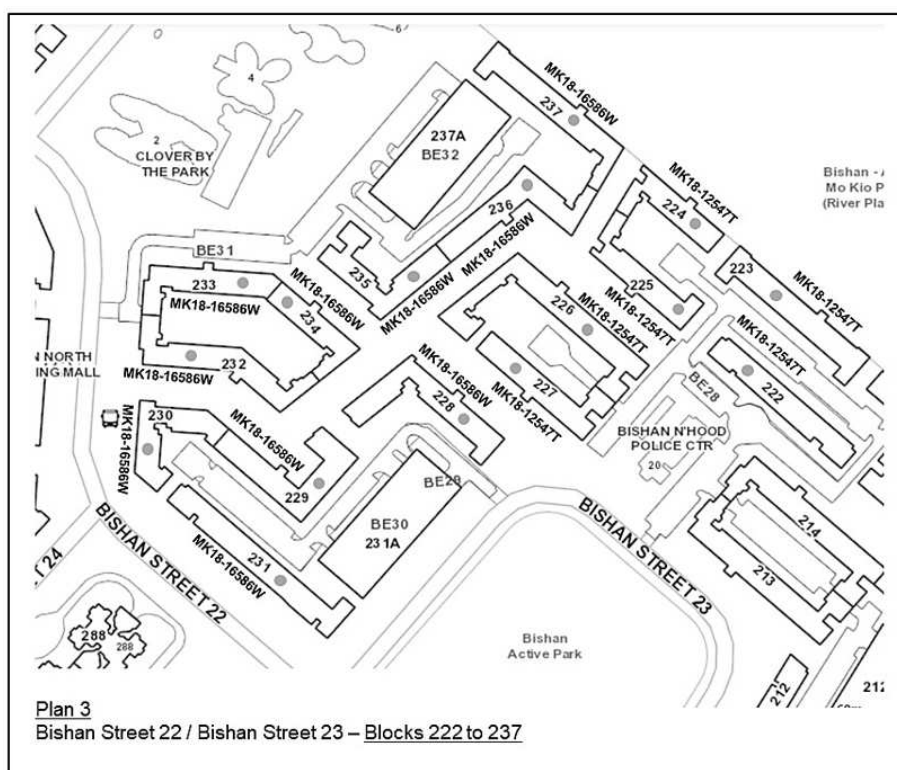 6
4
MK18-16586W
237
237A
BE32
2
CLOVER BY
THE PARK
MK18-12547T
224
Bishan - A
Mo Kio P
(River Pla
236
MK18-16586W
BE31
233
MK18-16586W
235
MK18-16586W
MK18-16586W
223
225
MK18-12547T
MK18-12547T
234
226
MK18-12547T
MK18-12547T
N NORTH
ING MALL
232
MK18-16586W
MK18-16586W
228
227
MK18-12547T
BE28
222
230
MK18-16586W
MK18-16586W
229
BISHAN N'HOOD
POLICE CTR
20
BE29
BE30
231A
BISHAN STREET 22
BISHAN STREET 23
214
213
T 24
231
MK18-16586W
288
288
Bishan
Active Park
212
212
Plan 3
Bishan Street 22 / Bishan Street 23 – Blocks 222 to 237